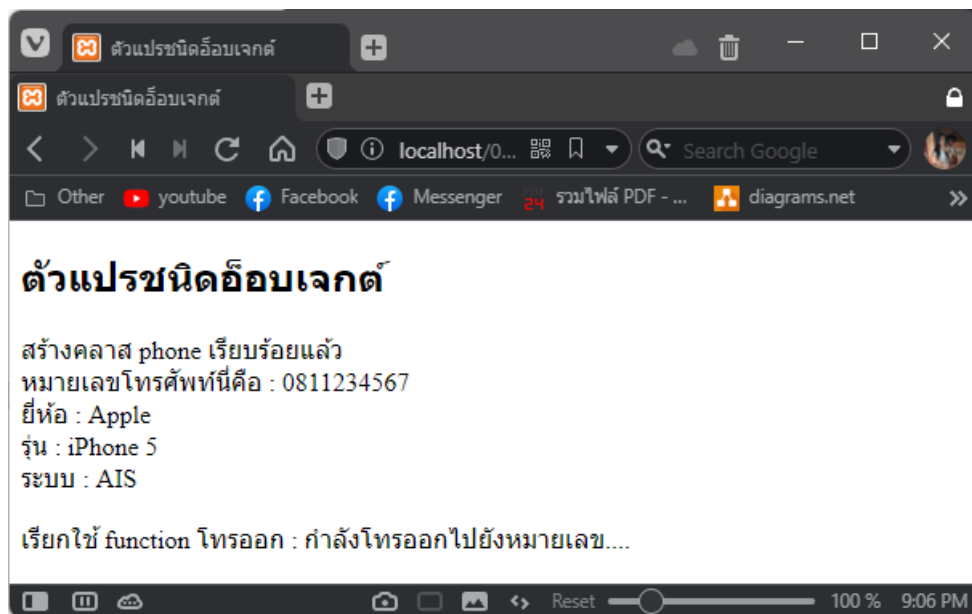 ตัวแปรชนิดอ็อบเจกต์
ตัวแปรชนิดอ็อบเจกต์
localhost/0... Search Google
Other youtube Facebook Messenger 24 รวมไฟล์ PDF - ... diagrams.net
ตัวแปรชนิดอ็อบเจกต์
สร้างคลาส phone เรียบร้อยแล้ว
หมายเลขโทรศัพท์นี่คือ : 0811234567
ยี่ห้อ : Apple
รุ่น : iPhone 5
ระบบ : AIS
เรียกใช้ function โทรออก : กำลังโทรออกไปยังหมายเลข....
Reset 100 % 9:06 PM